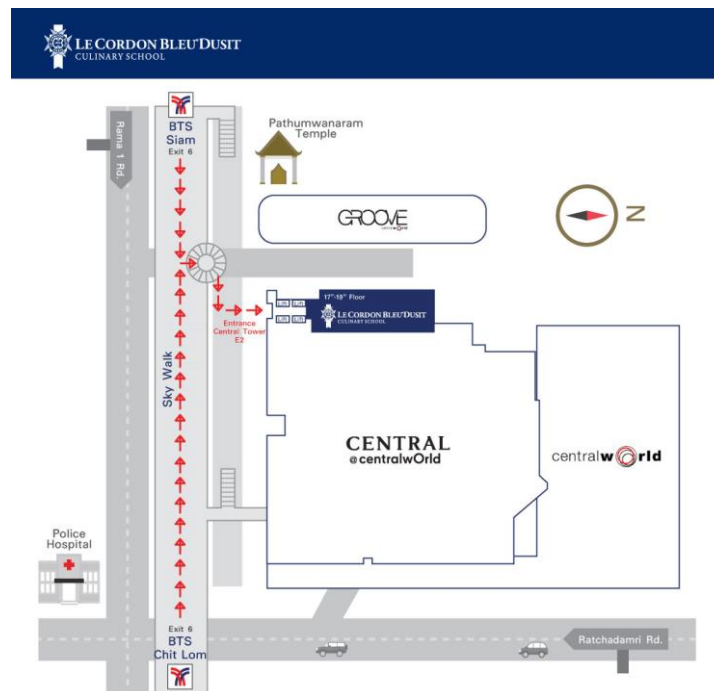 LE CORDON BLEU DUSIT
CULINARY SCHOOL
BTS
Siam
Exit 6
Rama 1 Rd.
Pathumwanaram
Temple
GROOVE
N
17th-19th Floor
LE CORDON BLEU DUSIT
CULINARY SCHOOL
Entrance
Central Tower
E2
Sky Walk
CENTRAL
@centralwOrld
centralworld
Police
Hospital
Exit 6
BTS
Chit Lom
Ratchadamri Rd.